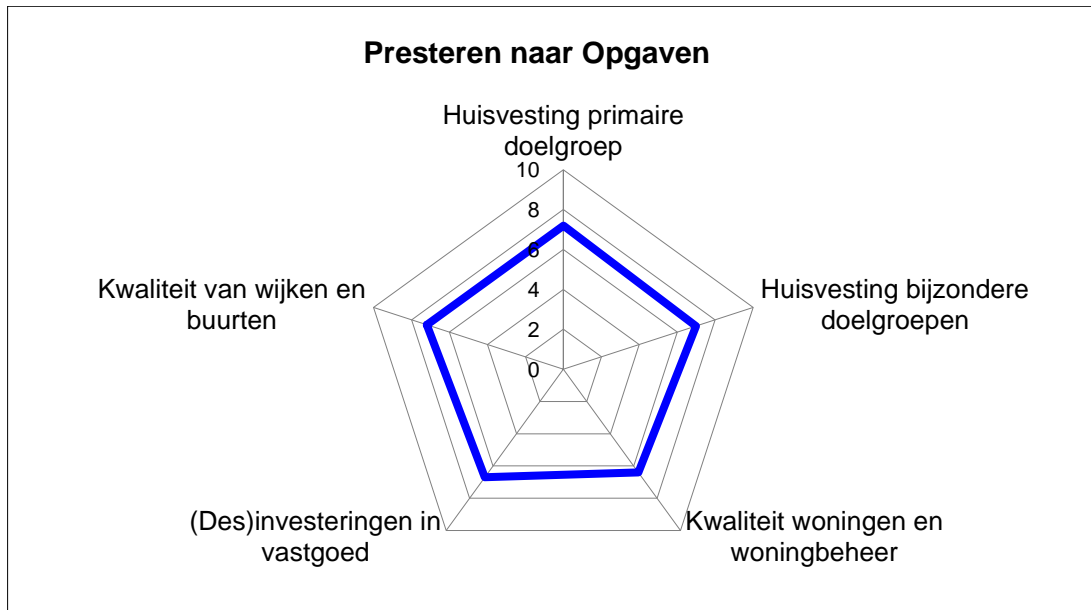 Presteren naar Opgaven
Huisvesting primaire
doelgroep
10
8
6
4
2
0
Kwaliteit van wijken en
buurten
Huisvesting bijzondere
doelgroepen
(Des)investeringen in
vastgoed
Kwaliteit woningen en
woningbeheer